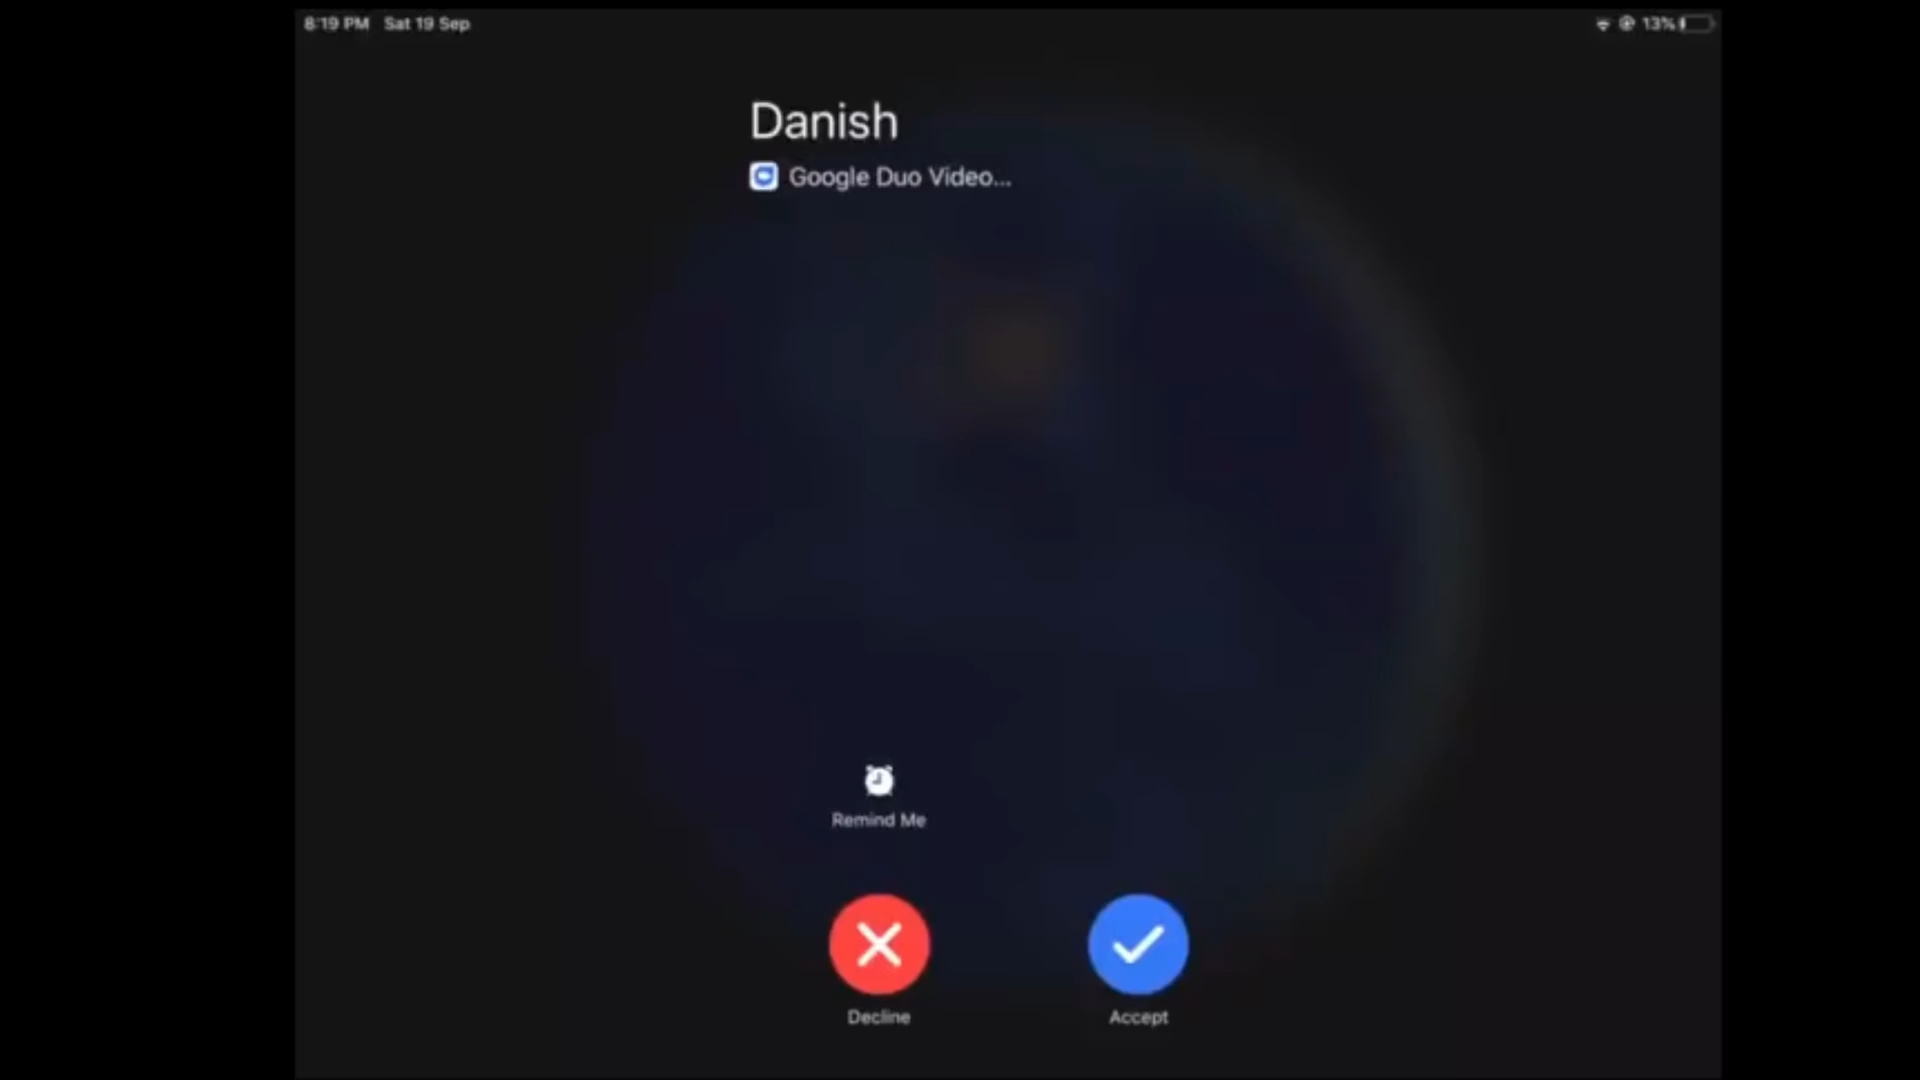 8:19 PM Sat 19 Sep
13%
Danish
Google Duo Video...
Remind Me
Decline
Accept